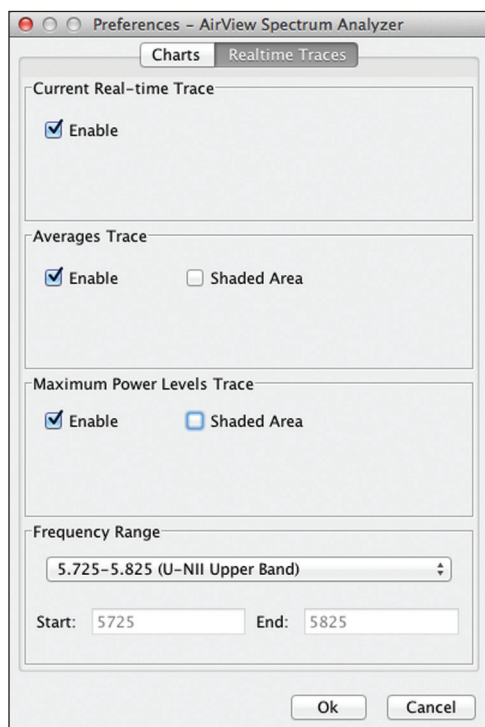 Preferences – AirView Spectrum Analyzer
Charts Realtime Traces
Current Real-time Trace
Enable
Averages Trace
Enable Shaded Area
Maximum Power Levels Trace
Enable Shaded Area
Frequency Range
5.725–5.825 (U-NII Upper Band)
Start: 5725 End: 5825
Ok Cancel